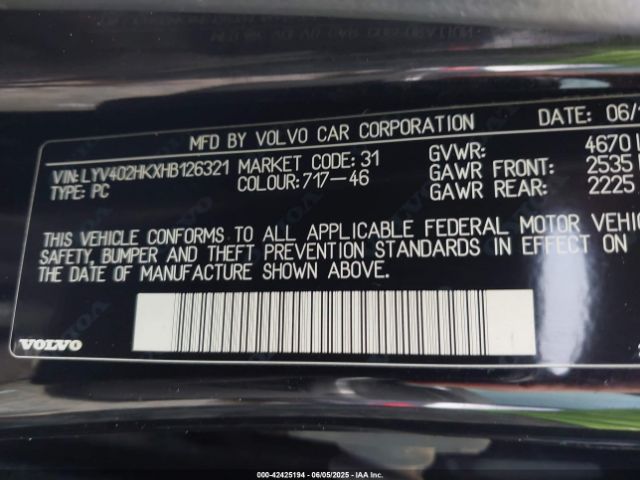 MFD BY VOLVO CAR CORPORATION
DATE: 06/
VIN: LYV402HKXHB126321
MARKET CODE: 31
GVWR: 4670
TYPE: PC
COLOUR: 717-46
GAWR FRONT: 2535
GAWR REAR: 2225
THIS VEHICLE CONFORMS TO ALL APPLICABLE FEDERAL MOTOR
SAFETY, BUMPER AND THEFT PREVENTION STANDARDS IN EFFECT ON
THE DATE OF MANUFACTURE SHOWN ABOVE.
VOLVO
000-42425194 - 06/05/2025 - IAA Inc.